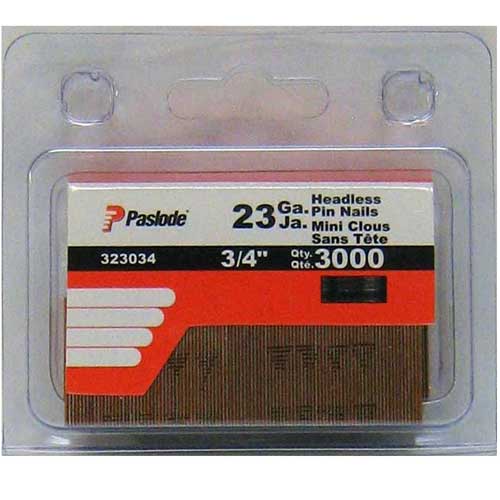 Paslode
23 Ga. Ja.
Headless
Pin Nails
Mini Clous
Sans Tête
323034
3/4"
Qty. Qté. 3000